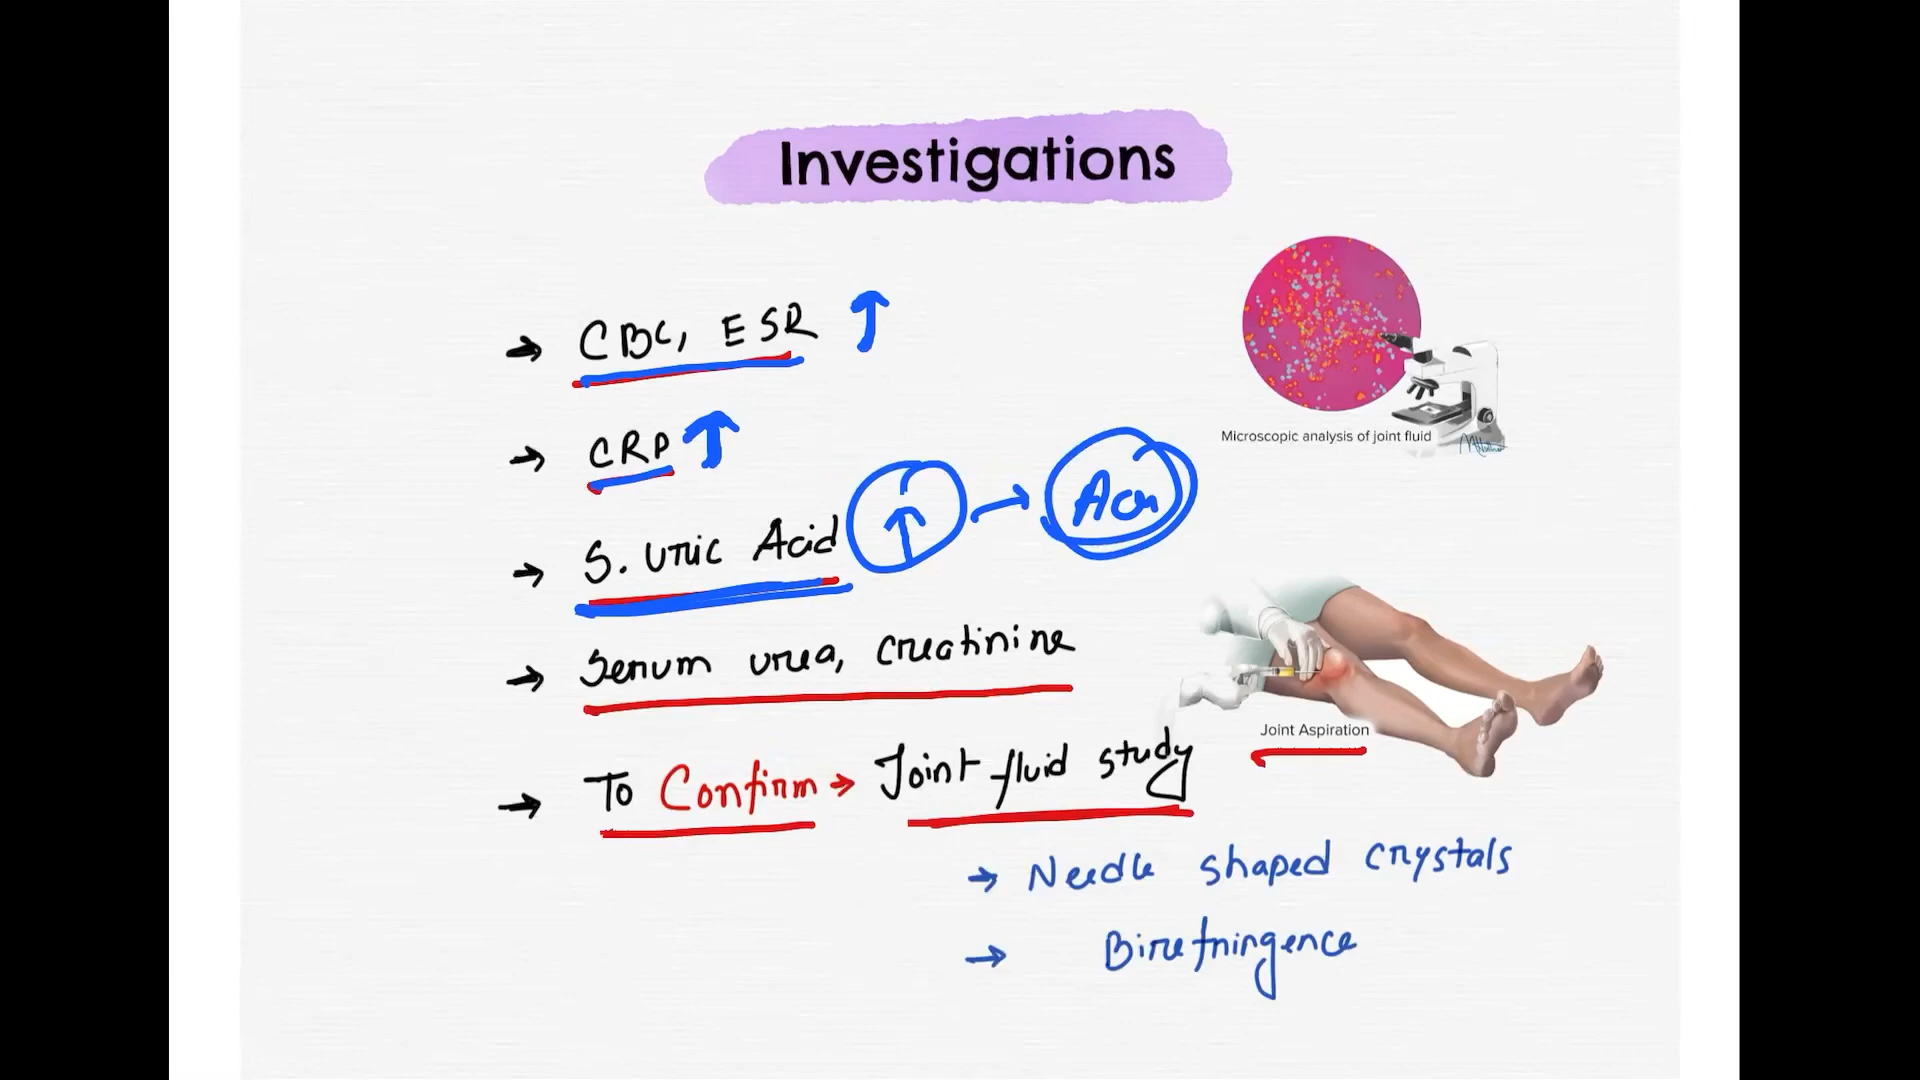 Investigations
→ CBC, ESR ↑
→ CRP ↑
→ S. Uric Acid ↑ →
→ Serum urea, creatinine
→ To Confirm → Joint fluid study
→ Needle shaped crystals
→ Birefringence
Microscopic analysis of joint fluid
Joint Aspiration